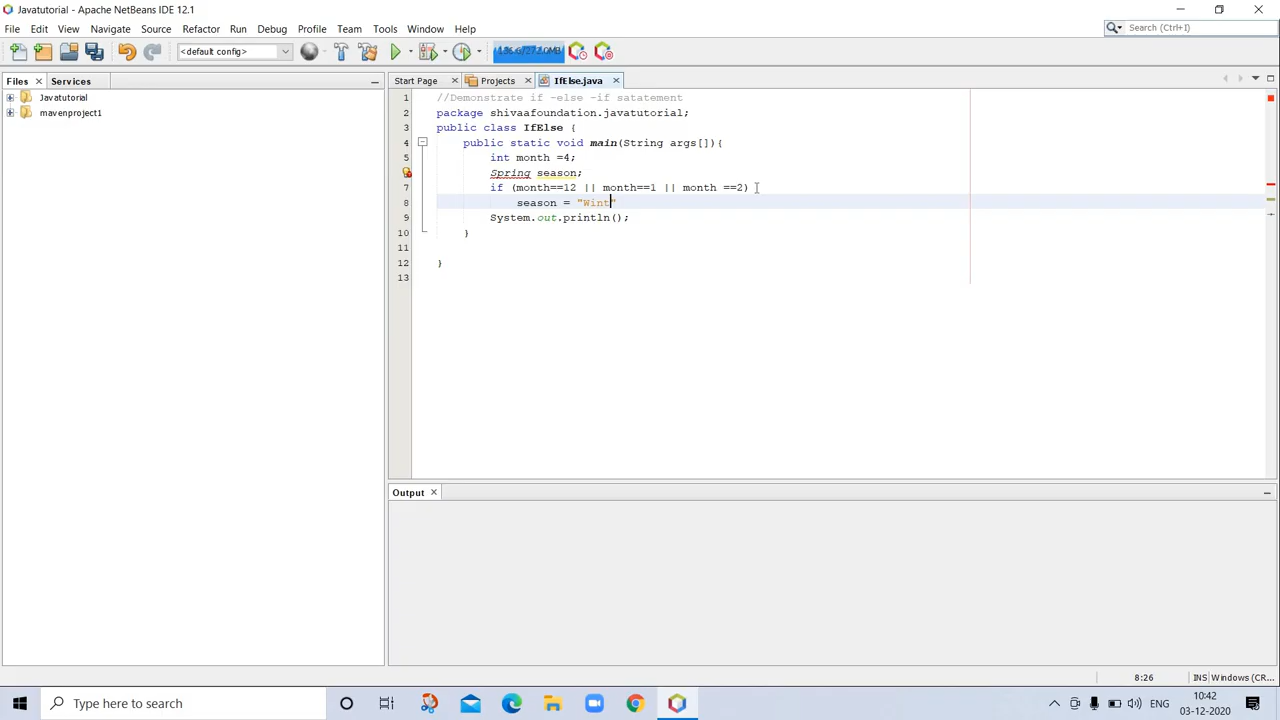 Javatutorial - Apache NetBeans IDE 12.1
File Edit View Navigate Source Refactor Run Debug Profile Team Tools Window Help
Search (Ctrl+I)
<default config>
Files Services
Start Page Projects IfElse.java
Javatutorial
mavenproject1
1 //Demonstrate if -else -if satatement
2 package shivaafoundation.javatutorial;
3 public class IfElse {
4 public static void main(String args[]){
5 int month =4;
Spring season;
7 if (month==12 || month==1 || month ==2)
8 season = "Wint"
9 System.out.println();
10 }
11
12 }
13
Output
8:26 INS Windows (CR...
Type here to search
ENG
10:42
03-12-2020